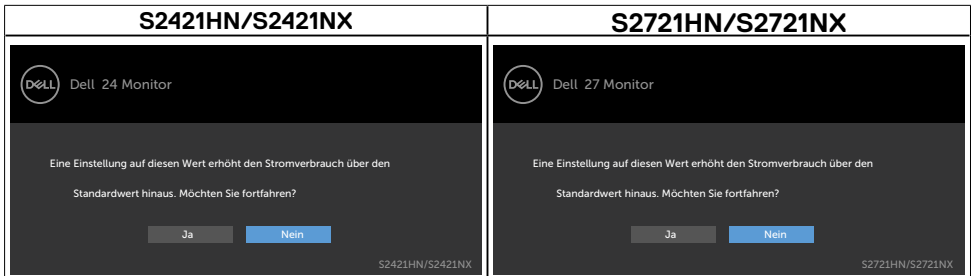 S2421HN/S2421NX
S2721HN/S2721NX
DELL
Dell 24 Monitor
Eine Einstellung auf diesen Wert erhöht den Stromverbrauch über den
Standardwert hinaus. Möchten Sie fortfahren?
Ja
Nein
S2421HN/S2421NX
DELL
Dell 27 Monitor
Eine Einstellung auf diesen Wert erhöht den Stromverbrauch über den
Standardwert hinaus. Möchten Sie fortfahren?
Ja
Nein
S2721HN/S2721NX